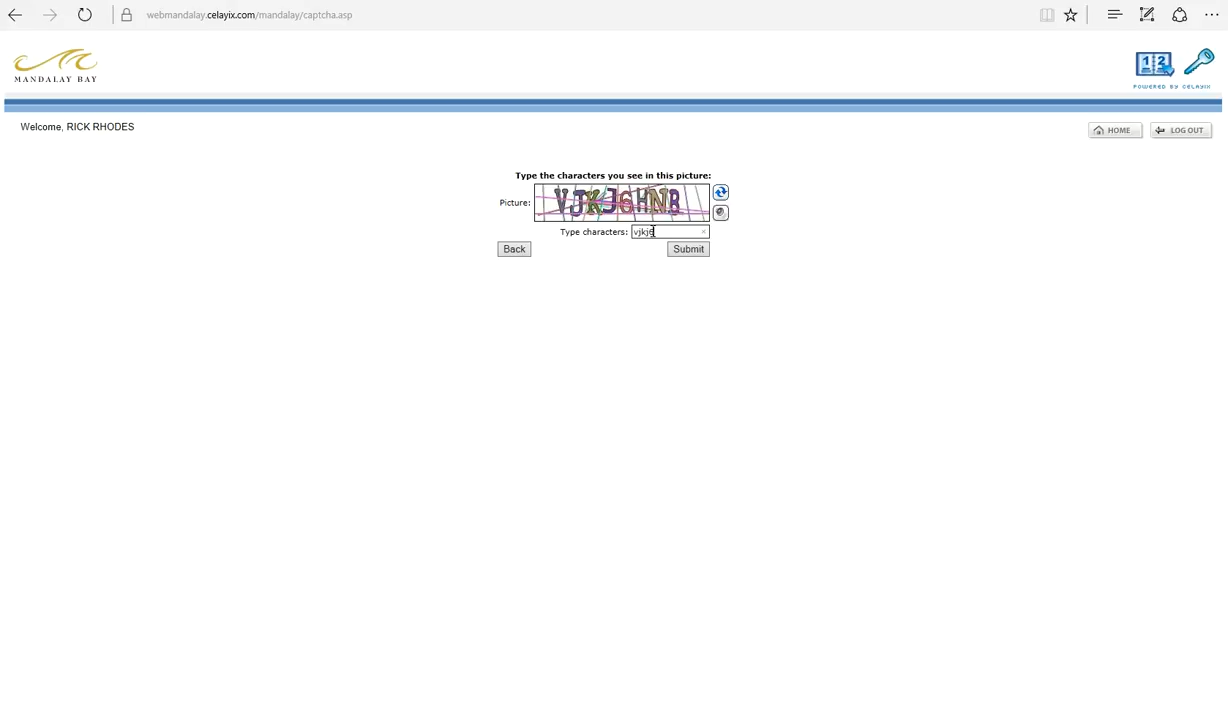 webmandalay.celayix.com/mandalay/captcha.asp
MANDALAY BAY
12
POWERED BY CELAYIX
Welcome, RICK RHODES
HOME
LOG OUT
Type the characters you see in this picture:
Picture:
Type characters:
Back
Submit